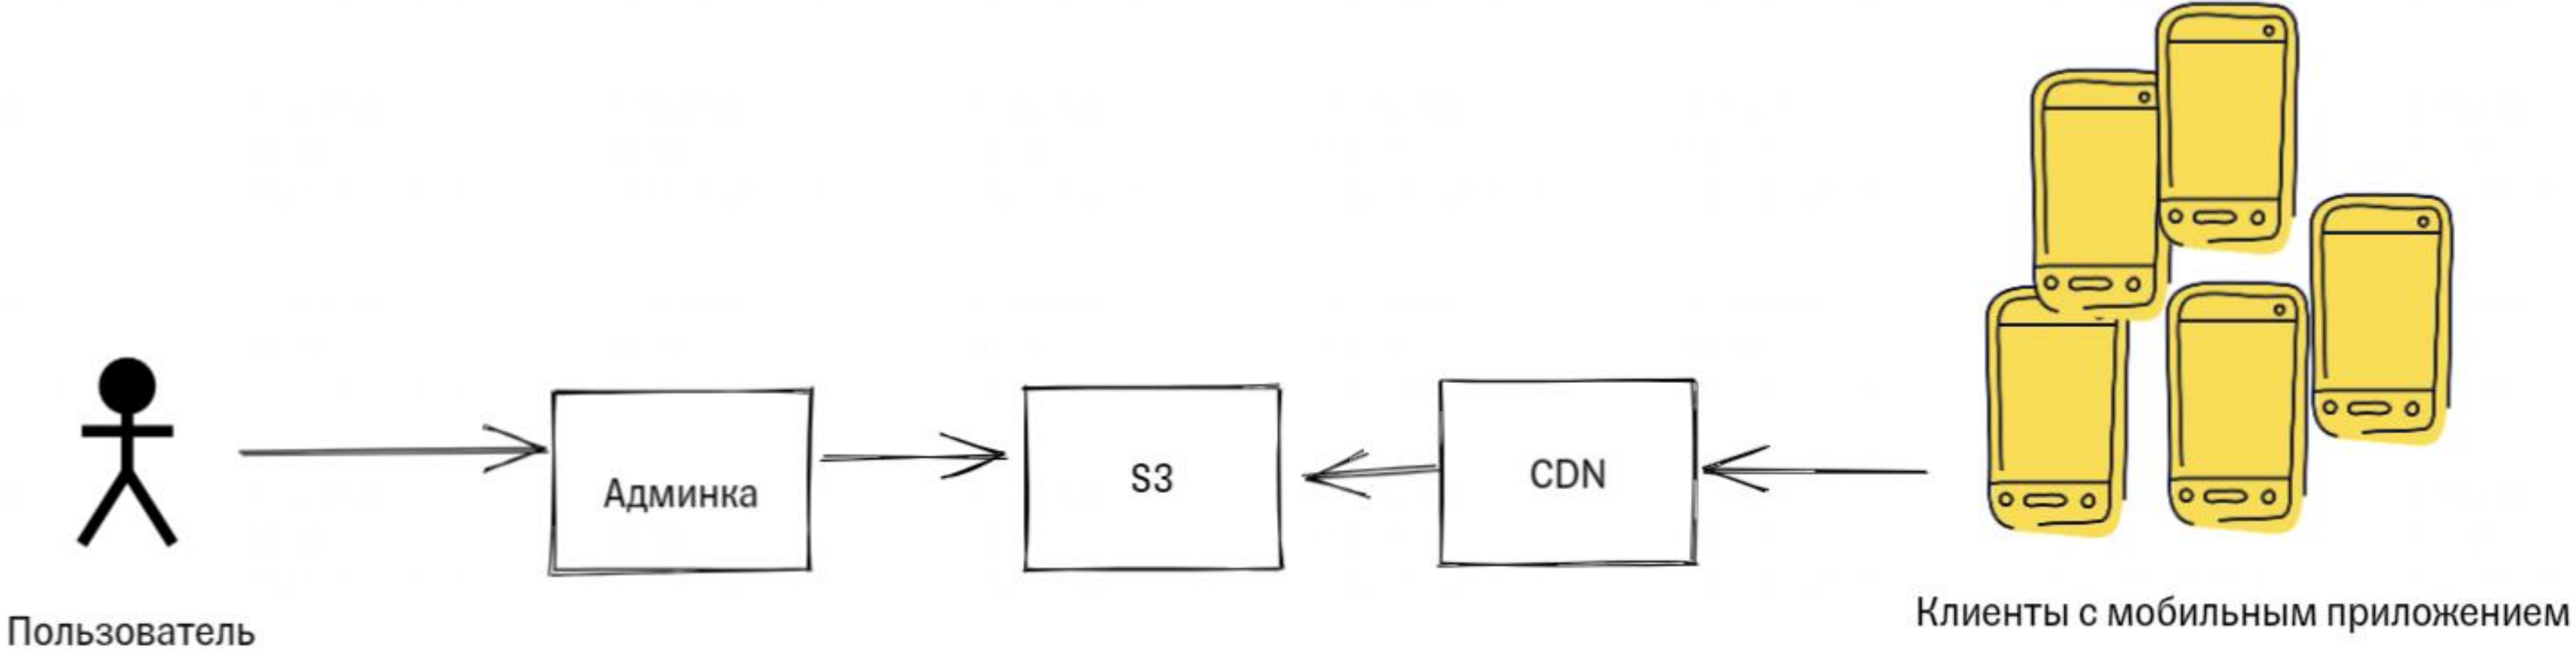 Админка
S3
CDN
Пользователь
Клиенты с мобильным приложением